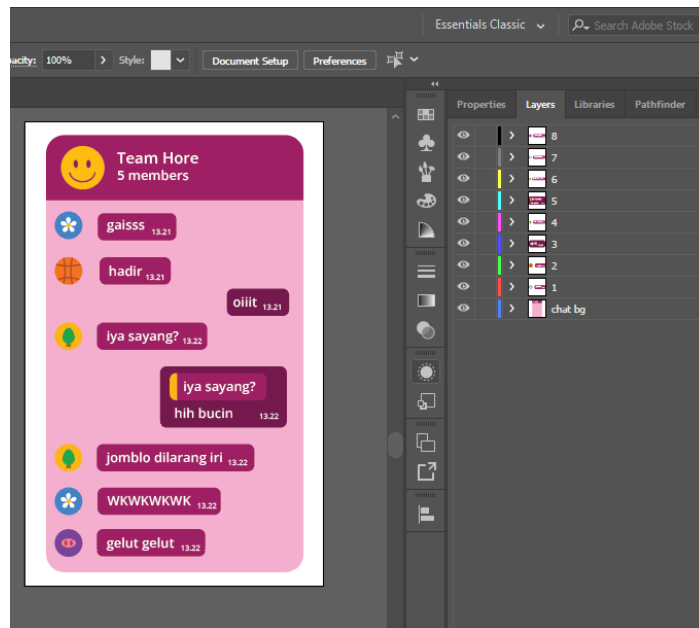 Essentials Classic
Search Adobe Stock
acity: 100% Style: Document Setup Preferences
Properties Layers Libraries Pathfinder
8
7
6
5
4
3
2
1
chat bg
Team Hore
5 members
gaisss 13.21
hadir 13.21
oiiit 13.21
iya sayang? 13.22
iya sayang?
hih bucin 13.22
jomblo dilarang iri 13.22
WKWKWKWK 13.22
gelut gelut 13.22